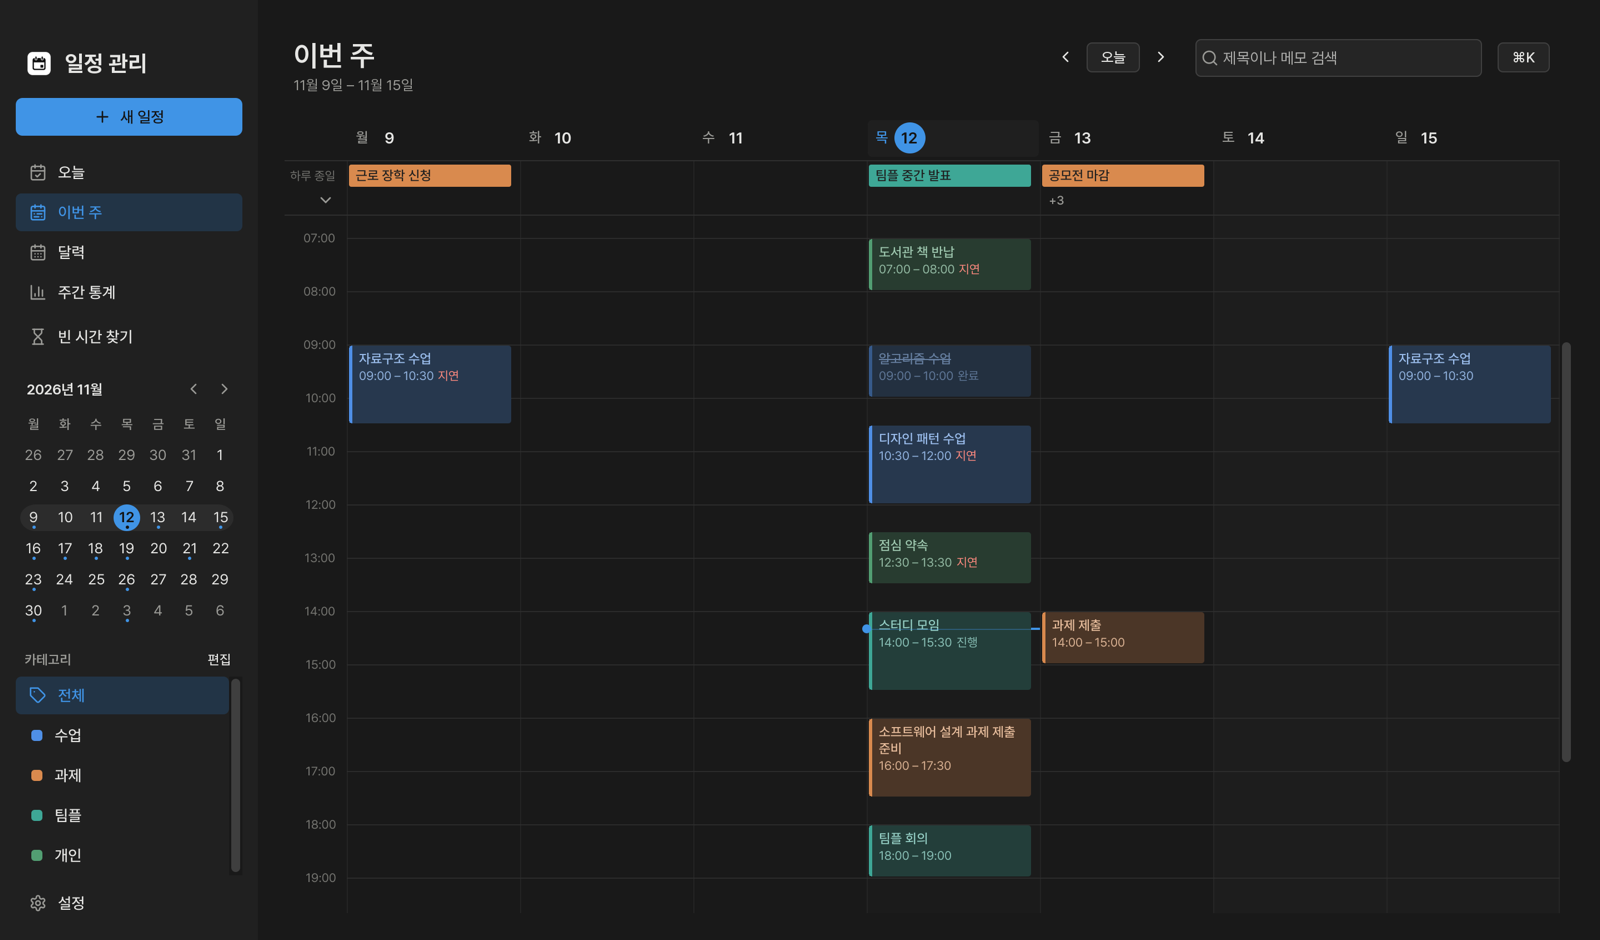 일정 관리
새 일정
오늘
이번 주
달력
주간 통계
빈 시간 찾기
2026년 11월
월 화 수 목 금 토 일
26 27 28 29 30 31 1
2 3 4 5 6 7 8
9 10 11 12 13 14 15
16 17 18 19 20 21 22
23 24 25 26 27 28 29
30 1 2 3 4 5 6
카테고리 편집
전체
수업
과제
팀플
개인
설정
이번 주
11월 9일 – 11월 15일
오늘
제목이나 메모 검색
⌘K
월 9 화 10 수 11 목 12 금 13 토 14 일 15
하루 종일
근로 장학 신청
팀플 중간 발표
공모전 마감
+3
07:00
08:00
09:00
10:00
11:00
12:00
13:00
14:00
15:00
16:00
17:00
18:00
19:00
자료구조 수업
09:00 – 10:30 지연
도서관 책 반납
07:00 – 08:00 지연
알고리즘 수업
09:00 – 10:00 완료
디자인 패턴 수업
10:30 – 12:00 지연
점심 약속
12:30 – 13:30 지연
스터디 모임
14:00 – 15:30 진행
소프트웨어 설계 과제 제출
준비
16:00 – 17:30
팀플 회의
18:00 – 19:00
과제 제출
14:00 – 15:00
자료구조 수업
09:00 – 10:30